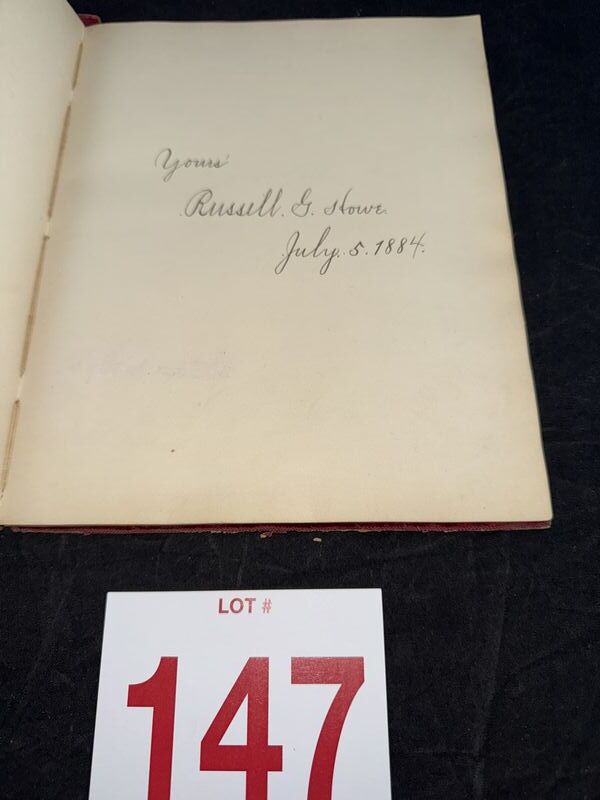 Yours
Russell. G. Howe.
July. 5. 1884.
LOT #
147